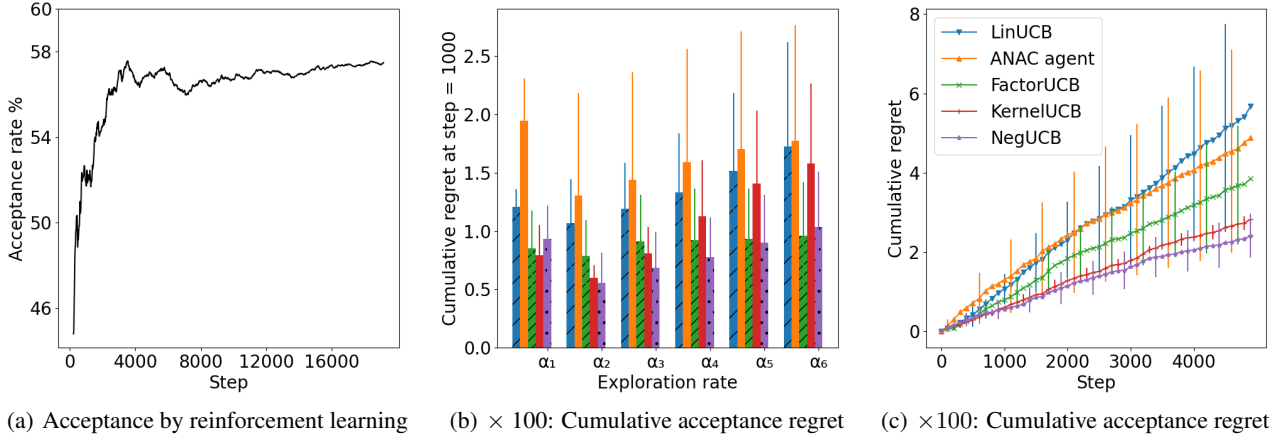 60
58
54
50
46
Acceptance rate %
0
4000
8000
12000
16000
Step
(a) Acceptance by reinforcement learning
2.5
2.0
1.5
1.0
0.5
0.0
Cumulative regret at step = 1000
α₁
α₂
α₃
α₄
α₅
α₆
Exploration rate
(b) × 100: Cumulative acceptance regret
8
6
4
2
0
Cumulative regret
LinUCB
ANAC agent
FactorUCB
KernelUCB
NegUCB
0
1000
2000
3000
4000
Step
(c) ×100: Cumulative acceptance regret